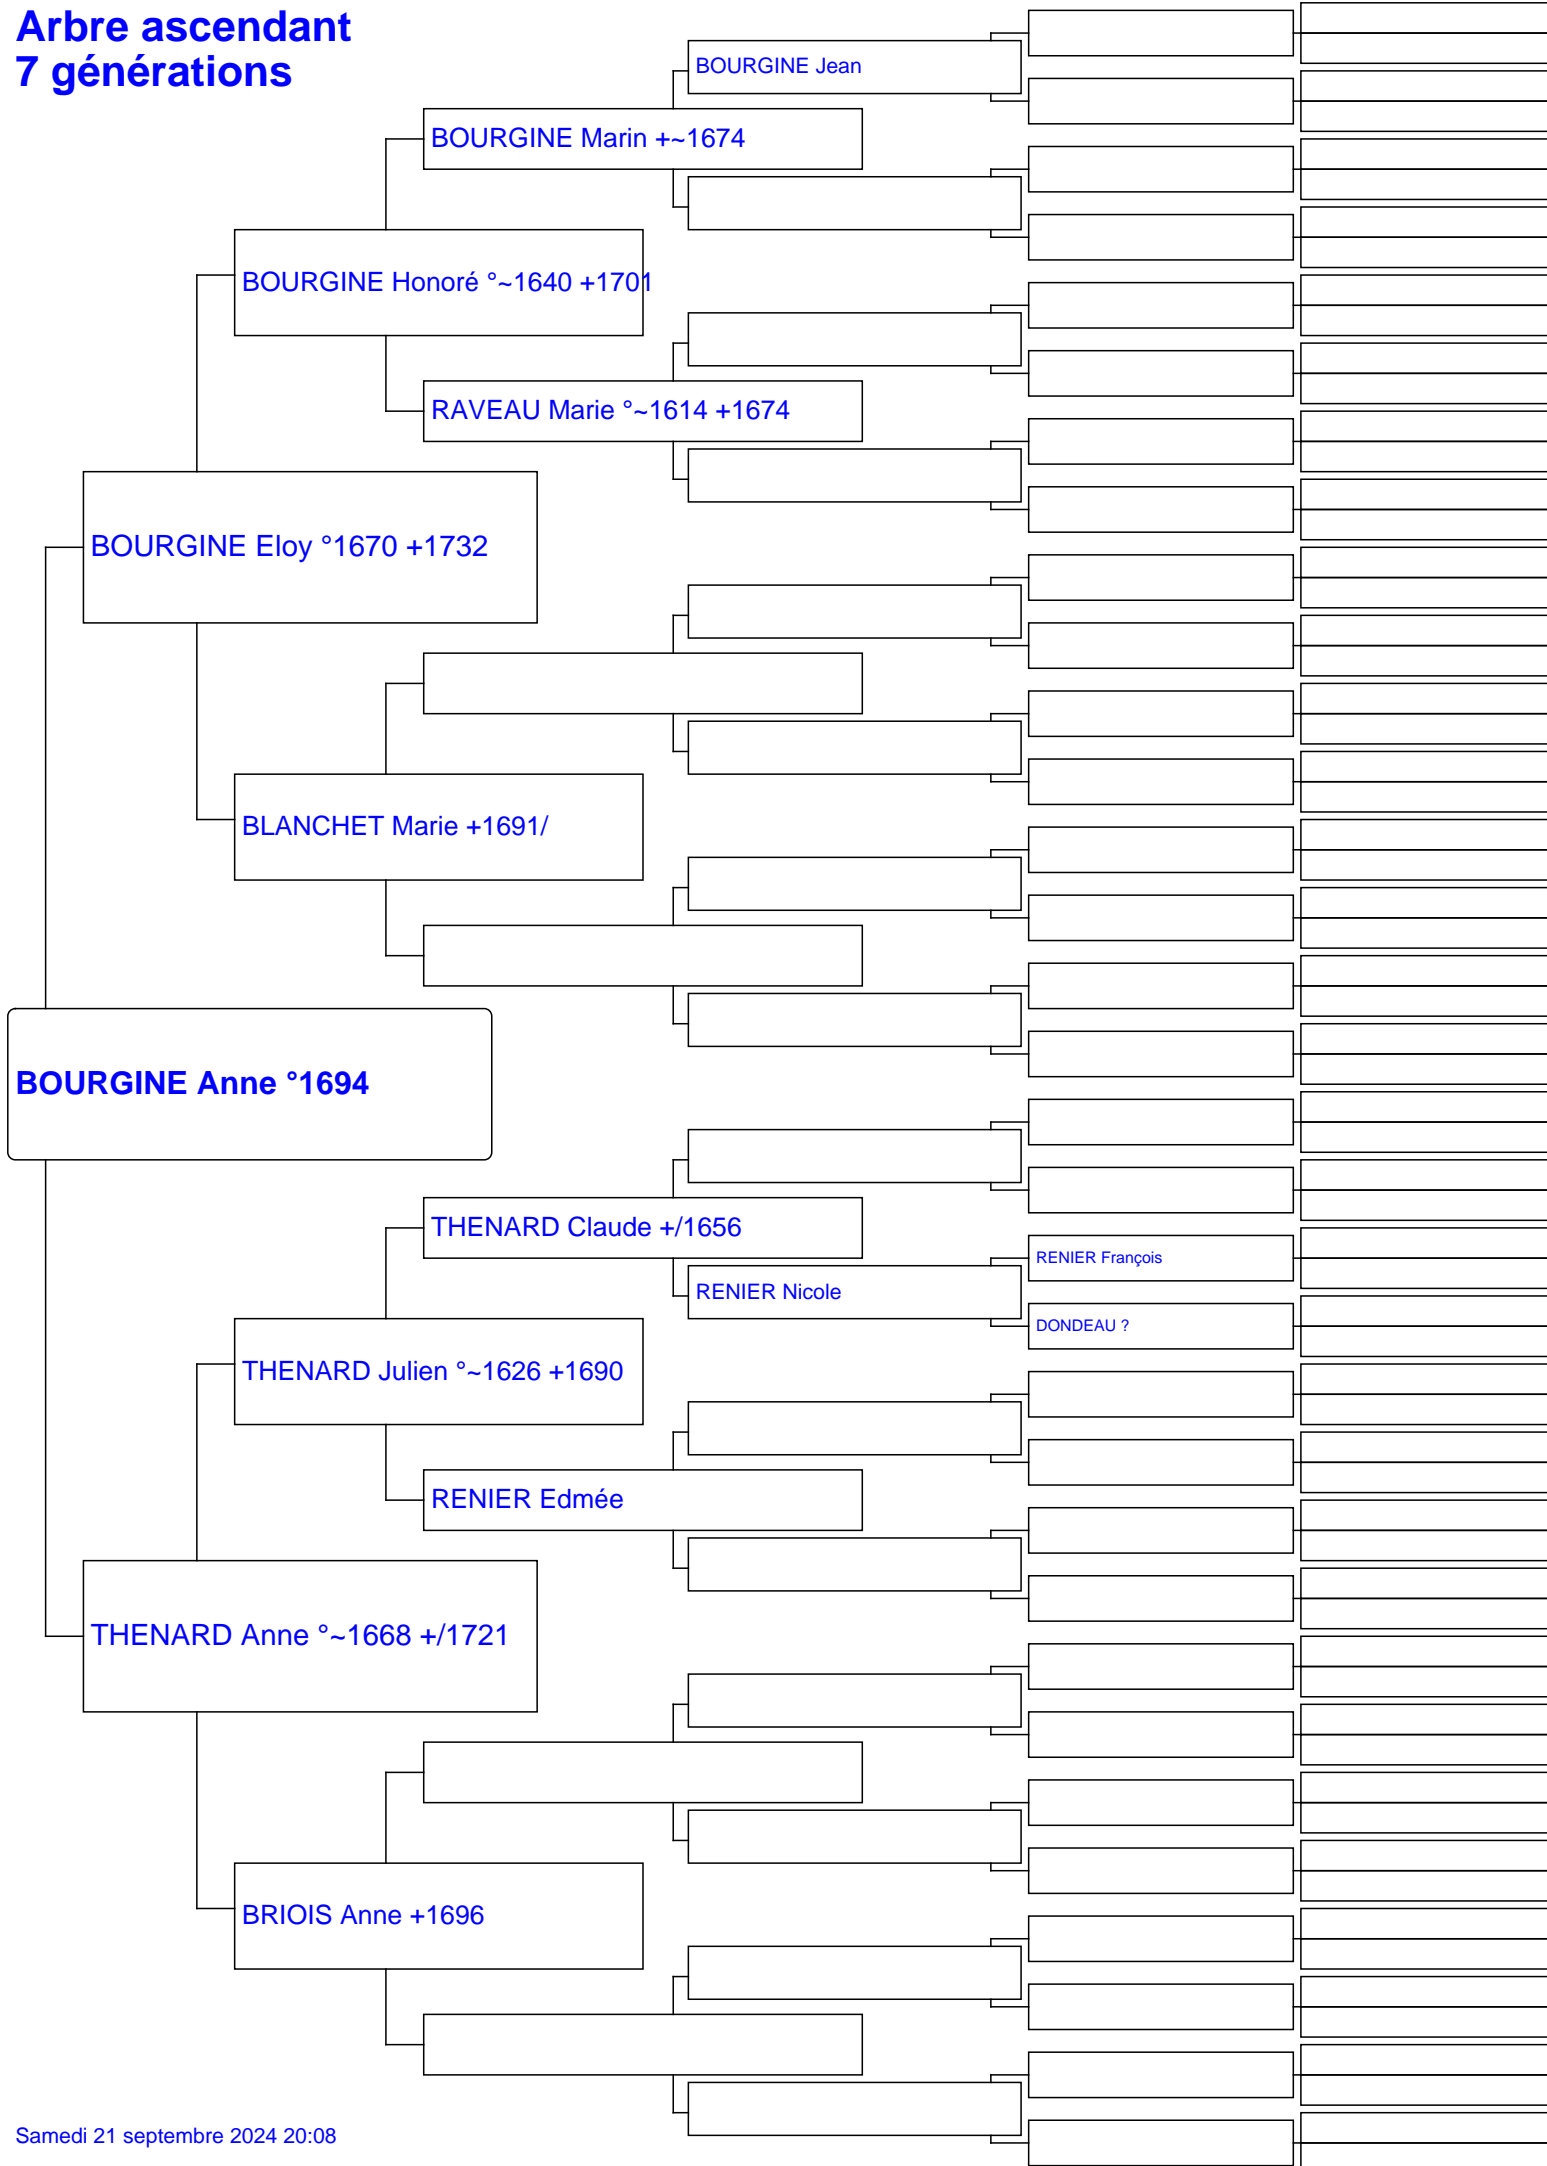 Arbre ascendant
7 générations
BOURGINE Jean
BOURGINE Marin +~1674
BOURGINE Honoré °~1640 +1701
RAVEAU Marie °~1614 +1674
BOURGINE Eloy °1670 +1732
BLANCHET Marie +1691/
BOURGINE Anne °1694
THENARD Claude +/1656
RENIER François
RENIER Nicole
DONDEAU ?
THENARD Julien °~1626 +1690
RENIER Edmée
THENARD Anne °~1668 +/1721
BRIOIS Anne +1696
Samedi 21 septembre 2024 20:08